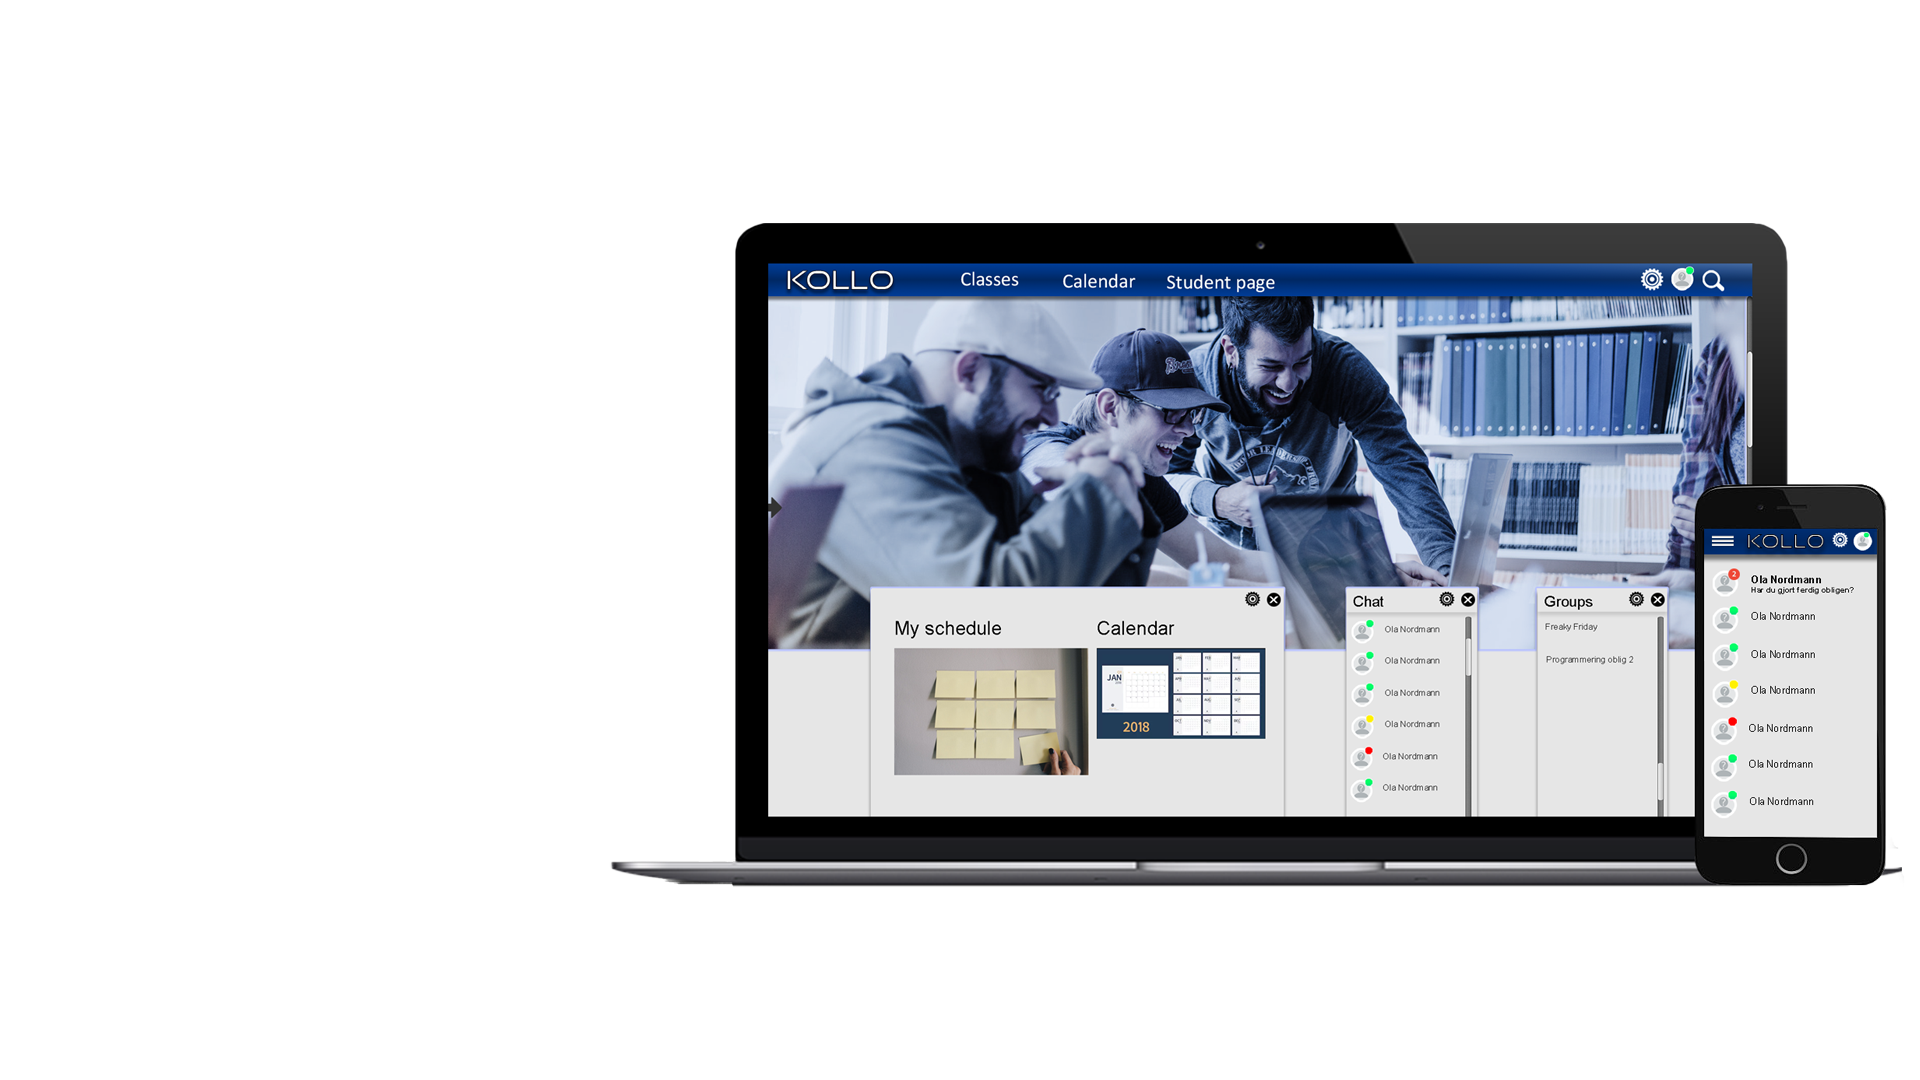 KOLLO
Classes
Calendar
Student page
My schedule
Calendar
JAN
2018
Chat
Ola Nordmann
Ola Nordmann
Ola Nordmann
Ola Nordmann
Ola Nordmann
Ola Nordmann
Groups
Freaky Friday
Programmering oblig 2
KOLLO
2
Ola Nordmann
Har du gjort ferdig obligen?
Ola Nordmann
Ola Nordmann
Ola Nordmann
Ola Nordmann
Ola Nordmann
Ola Nordmann